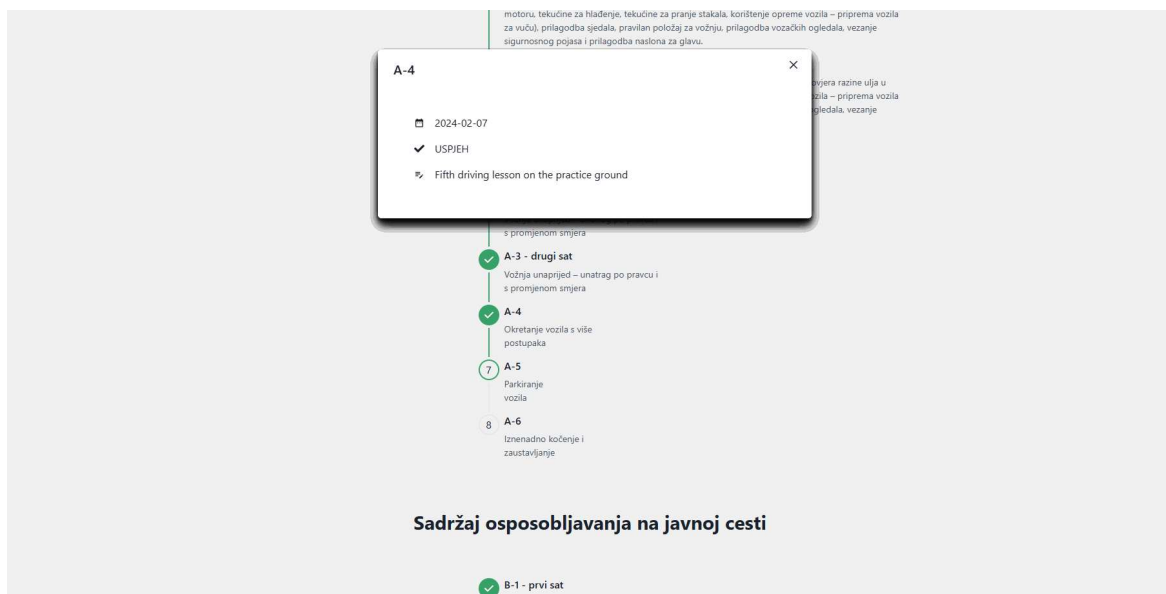 motoru, tekućine za hlađenje, tekućine za pranje stakala, korištenje opreme vozila – priprema vozila
za vuču), prilagodba sjedala, pravilan položaj za vožnju, prilagodba vozačkih ogledala, vezanje
sigurnosnog pojasa i prilagodba naslona za glavu.
A-4
ovjera razine ulja u
zila – priprema vozila
gledala, vezanje
2024-02-07
USPJEH
Fifth driving lesson on the practice ground
s promjenom smjera
A-3 - drugi sat
Vožnja unaprijed – unatrag po pravcu i
s promjenom smjera
A-4
Okretanje vozila s više
postupaka
7 A-5
Parkiranje
vozila
8 A-6
Iznenadno kočenje i
zaustavljanje
Sadržaj osposobljavanja na javnoj cesti
B-1 - prvi sat